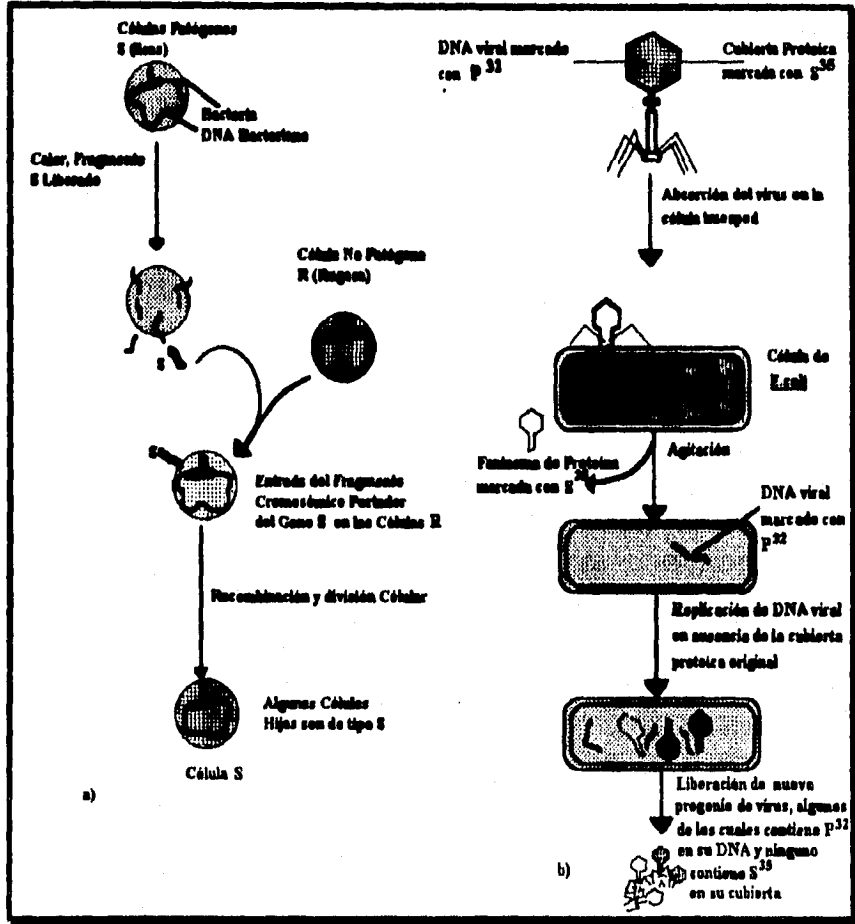 Células Patógenas
S (lisas)
Bacteria
DNA Bacteriano
Calor, Fragmento
S Liberado
Célula No Patógena
R (Rugosa)
S
S
Entrada del Fragmento
Cromosómico Portador
del Gene S en las Células R
Recombinación y división Célular
Algunas Células
Hijas son de tipo S
Célula S
a)
DNA viral marcado
con P32
Cubierta Proteica
marcada con S35
Absorción del virus en la
célula huesped
Célula de
E.coli
Agitación
Fantasma de Proteína
marcada con S
DNA viral
marcado con
P32
Replicación de DNA viral
en ausencia de la cubierta
proteica original
Liberación de nueva
progenie de virus, algunos
de los cuales contiene P32
en su DNA y ninguno
contiene S35
en su cubierta
b)